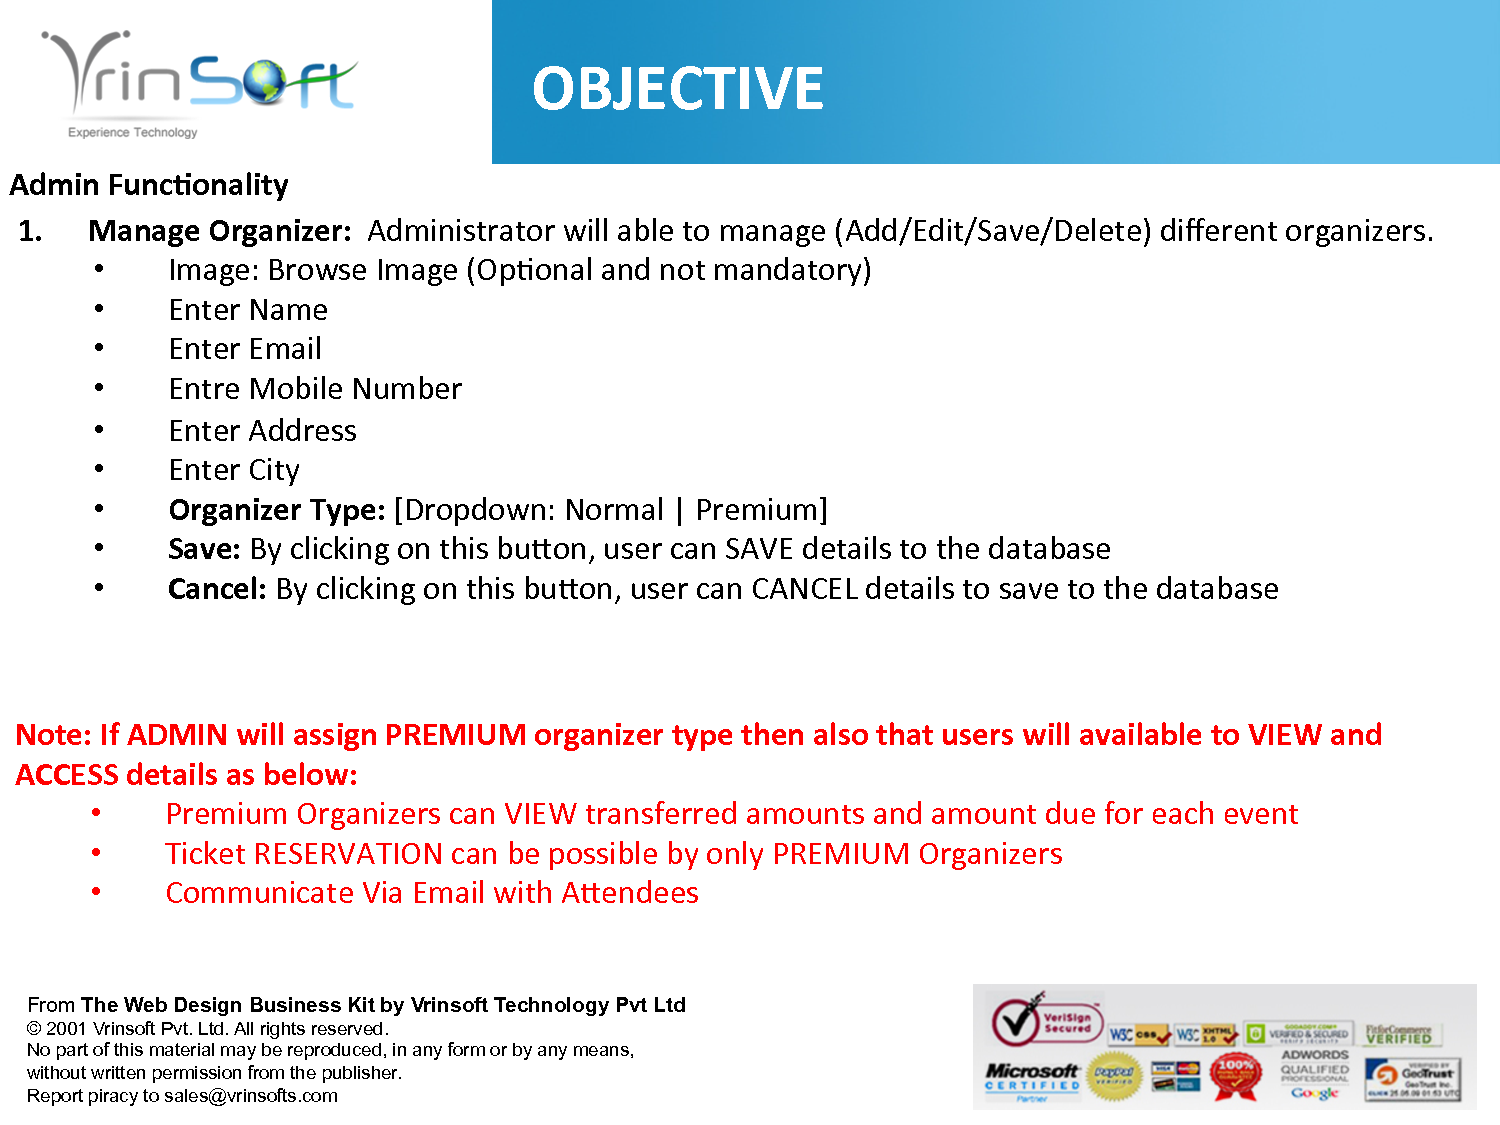 VrinSoft
Experience Technology
OBJECTIVE
Admin Functionality
1. Manage Organizer: Administrator will able to manage (Add/Edit/Save/Delete) different organizers.
• Image: Browse Image (Optional and not mandatory)
• Enter Name
• Enter Email
• Entre Mobile Number
• Enter Address
• Enter City
• Organizer Type: [Dropdown: Normal | Premium]
• Save: By clicking on this button, user can SAVE details to the database
• Cancel: By clicking on this button, user can CANCEL details to save to the database
Note: If ADMIN will assign PREMIUM organizer type then also that users will available to VIEW and
ACCESS details as below:
• Premium Organizers can VIEW transferred amounts and amount due for each event
• Ticket RESERVATION can be possible by only PREMIUM Organizers
• Communicate Via Email with Attendees
From The Web Design Business Kit by Vrinsoft Technology Pvt Ltd
© 2001 Vrinsoft Pvt. Ltd. All rights reserved.
No part of this material may be reproduced, in any form or by any means,
without written permission from the publisher.
Report piracy to sales@vrinsofts.com
VeriSign
Secured
W3C CSS
W3C XHTML 1.0
VERIFIED & SECURED
FitforCommerce
VERIFIED
Microsoft
CERTIFIED
Partner
PayPal
VERIFIED
100%
ADWORDS
QUALIFIED
PROFESSIONAL
Google
VERIFIED BY
GeoTrust
GeoTrust Inc.